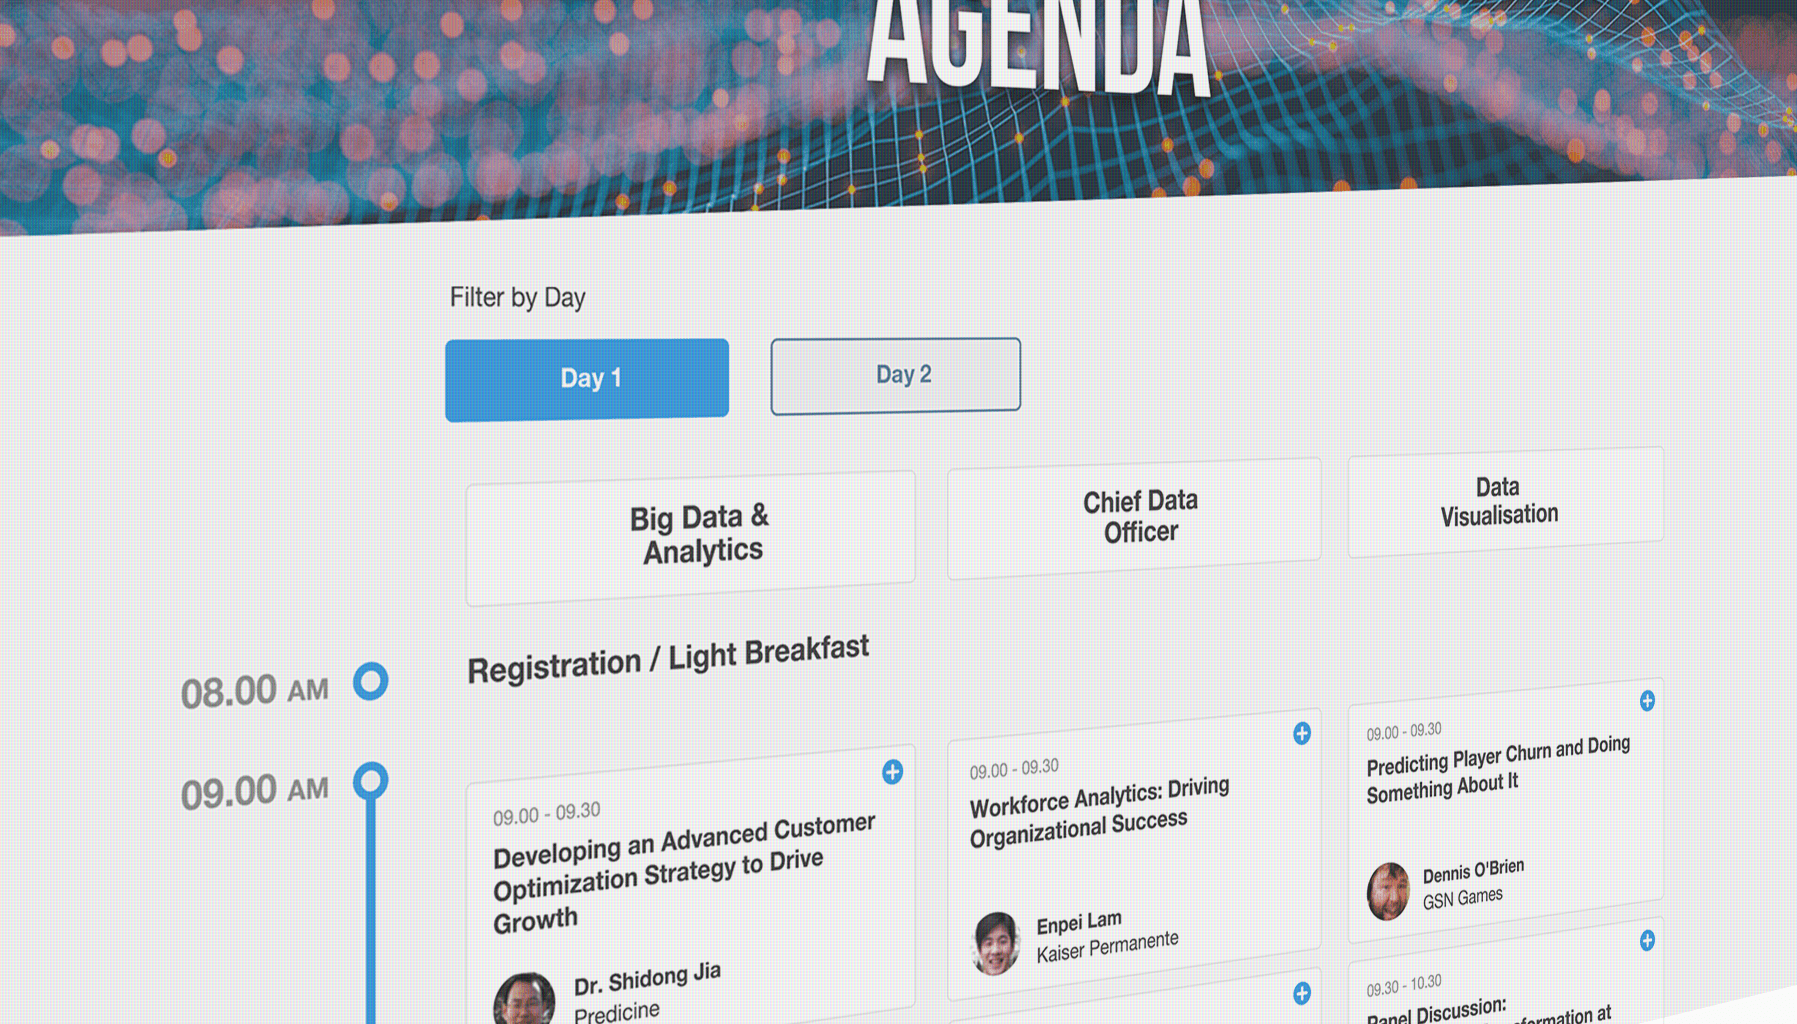 AGENDA
Filter by Day
Day 1
Day 2
Big Data &
Analytics
Chief Data
Officer
Data
Visualisation
08.00 AM
Registration / Light Breakfast
09.00 AM
09.00 - 09.30
Developing an Advanced Customer
Optimization Strategy to Drive
Growth
Dr. Shidong Jia
Predicine
09.00 - 09.30
Workforce Analytics: Driving
Organizational Success
Enpei Lam
Kaiser Permanente
09.00 - 09.30
Predicting Player Churn and Doing
Something About It
Dennis O'Brien
GSN Games
09.30 - 10.30
Panel Discussion:
at